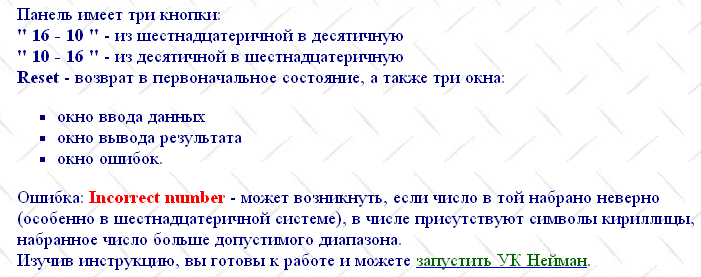 Панель имеет три кнопки:
" 16 - 10 " - из шестнадцатеричной в десятичную
" 10 - 16 " - из десятичной в шестнадцатеричную
Reset - возврат в первоначальное состояние, а также три окна:
окно ввода данных
окно вывода результата
окно ошибок.
Ошибка: Incorrect number - может возникнуть, если число в той набрано неверно
(особенно в шестнадцатеричной системе), в числе присутствуют символы кириллицы,
набранное число больше допустимого диапазона.
Изучив инструкцию, вы готовы к работе и можете запустить УК Нейман.